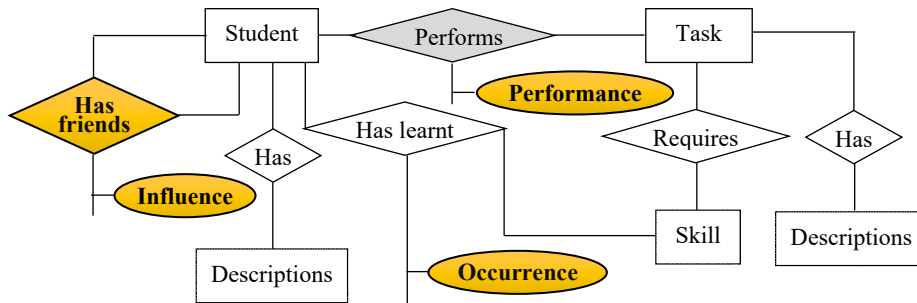 Student
Performs
Task
Performance
Has
friends
Has learnt
Requires
Has
Has
Influence
Skill
Descriptions
Descriptions
Occurrence